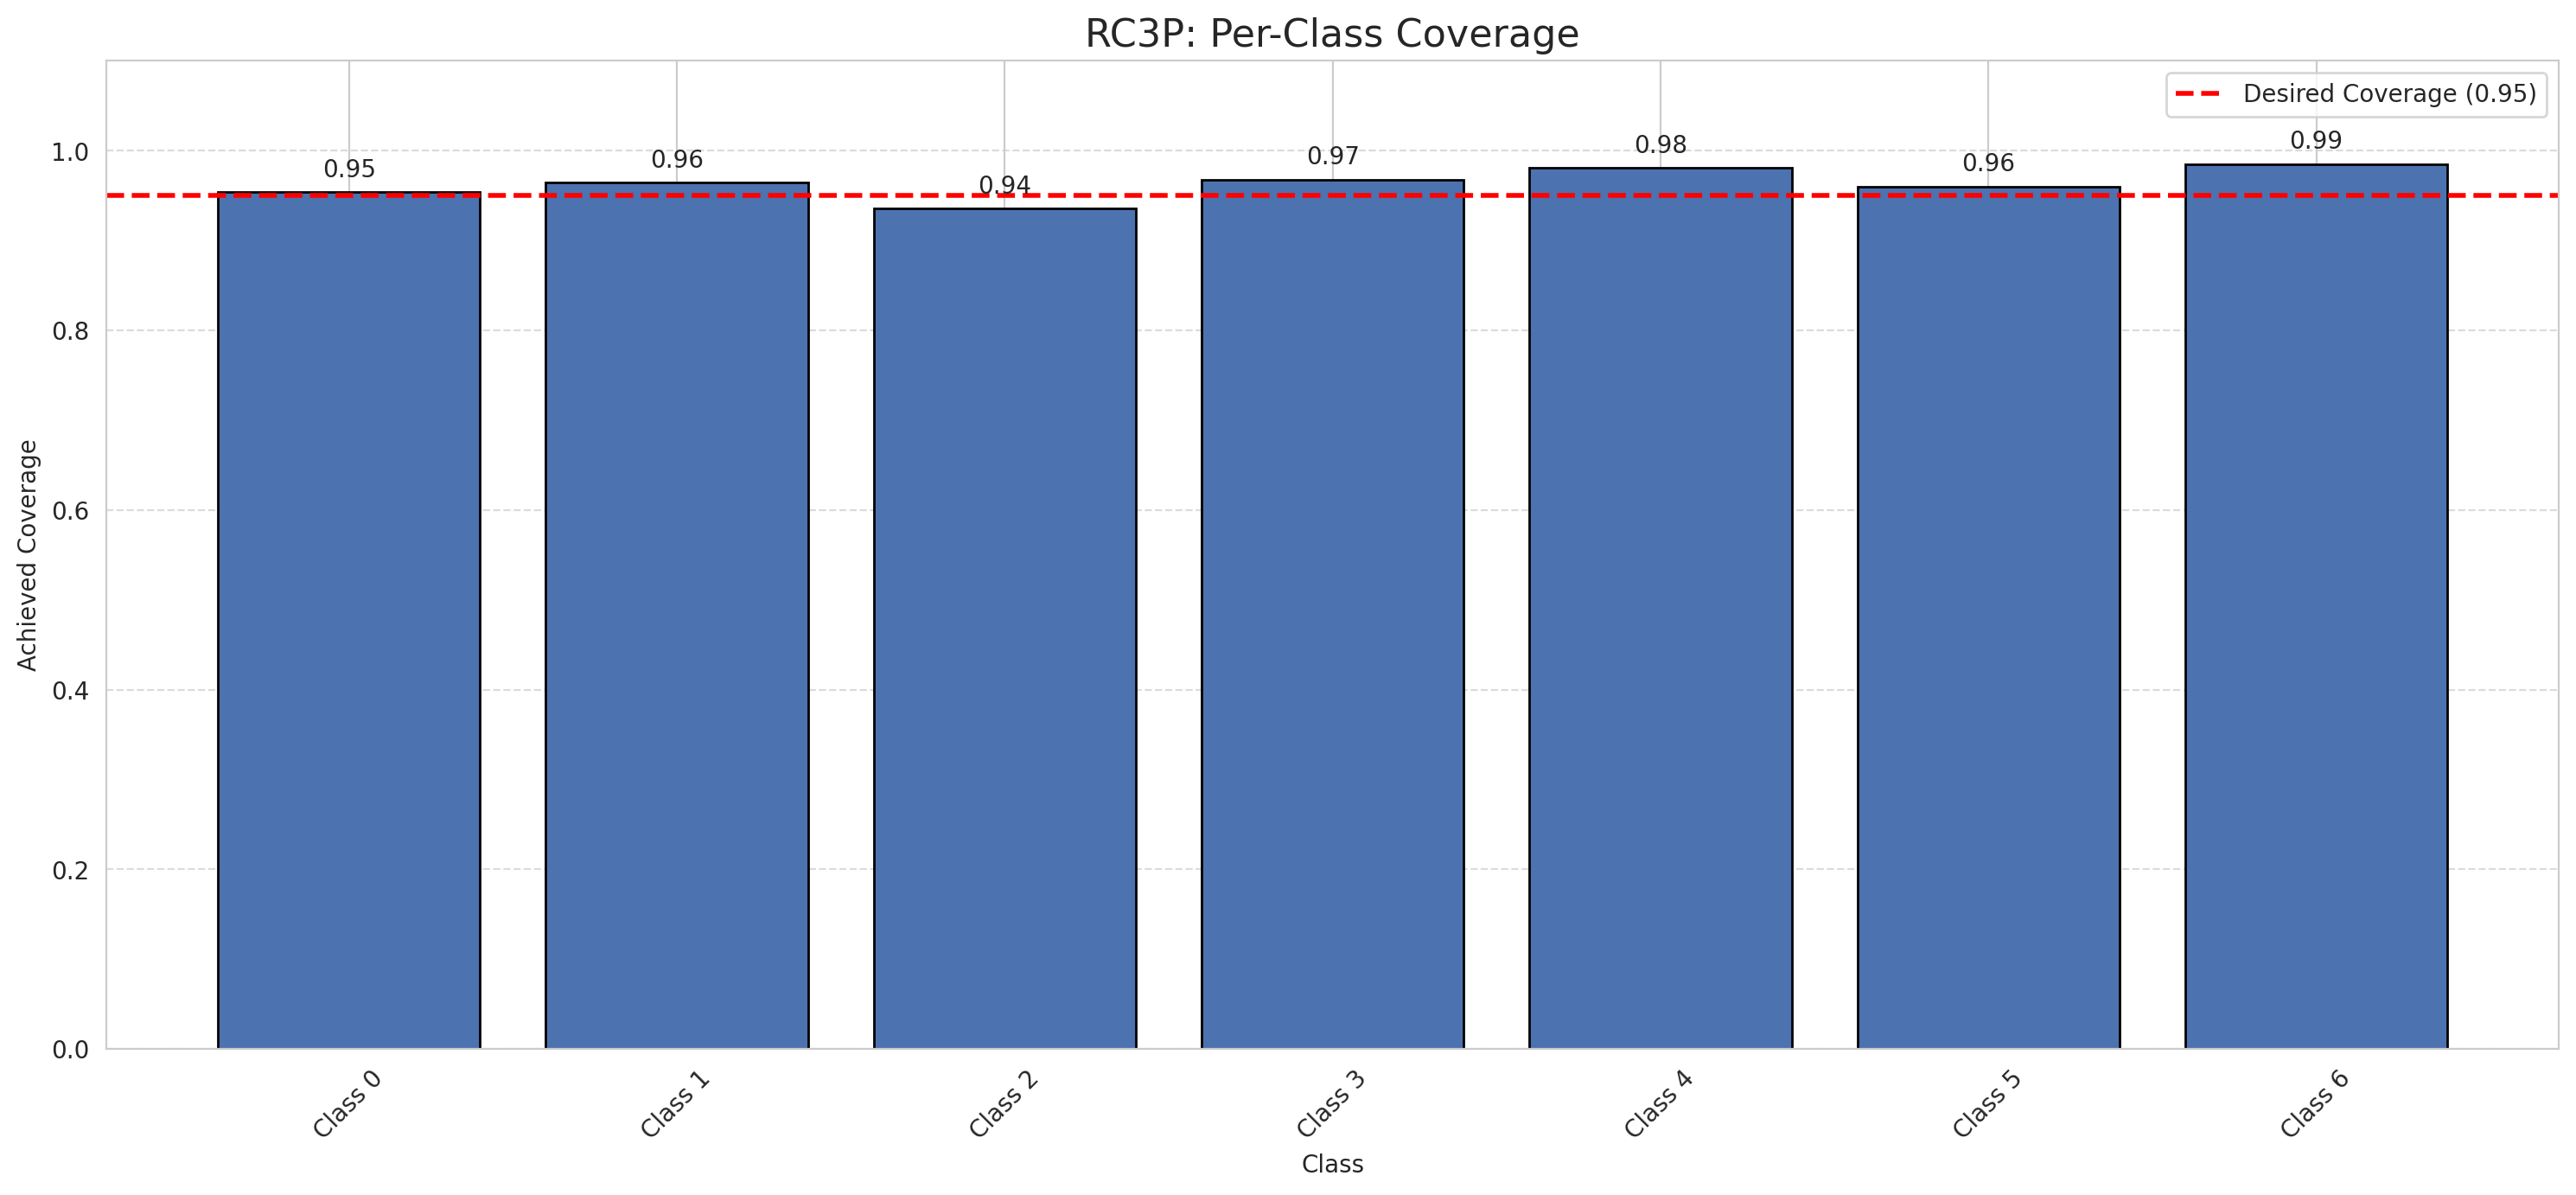 RC3P: Per-Class Coverage
Desired Coverage (0.95)
Achieved Coverage
1.0
0.8
0.6
0.4
0.2
0.0
0.95
0.96
0.94
0.97
0.98
0.96
0.99
Class 0
Class 1
Class 2
Class 3
Class 4
Class 5
Class 6
Class